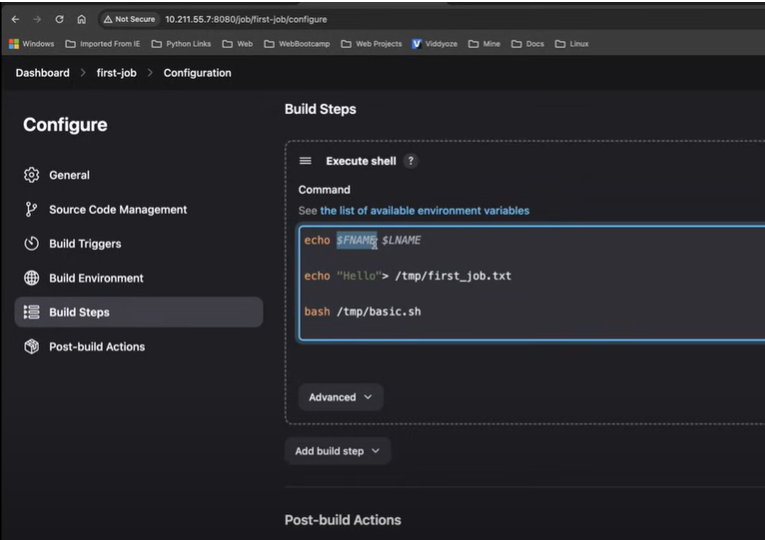 Not Secure 10.211.55.7:8080/job/first-job/configure
Windows Imported From IE Python Links Web WebBootcamp Web Projects Viddyoze Mine Docs Linux
Dashboard > first-job > Configuration
Configure
General
Source Code Management
Build Triggers
Build Environment
Build Steps
Post-build Actions
Build Steps
Execute shell ?
Command
See the list of available environment variables
echo $FNAME $LNAME
echo "Hello"> /tmp/first_job.txt
bash /tmp/basic.sh
Advanced
Add build step
Post-build Actions